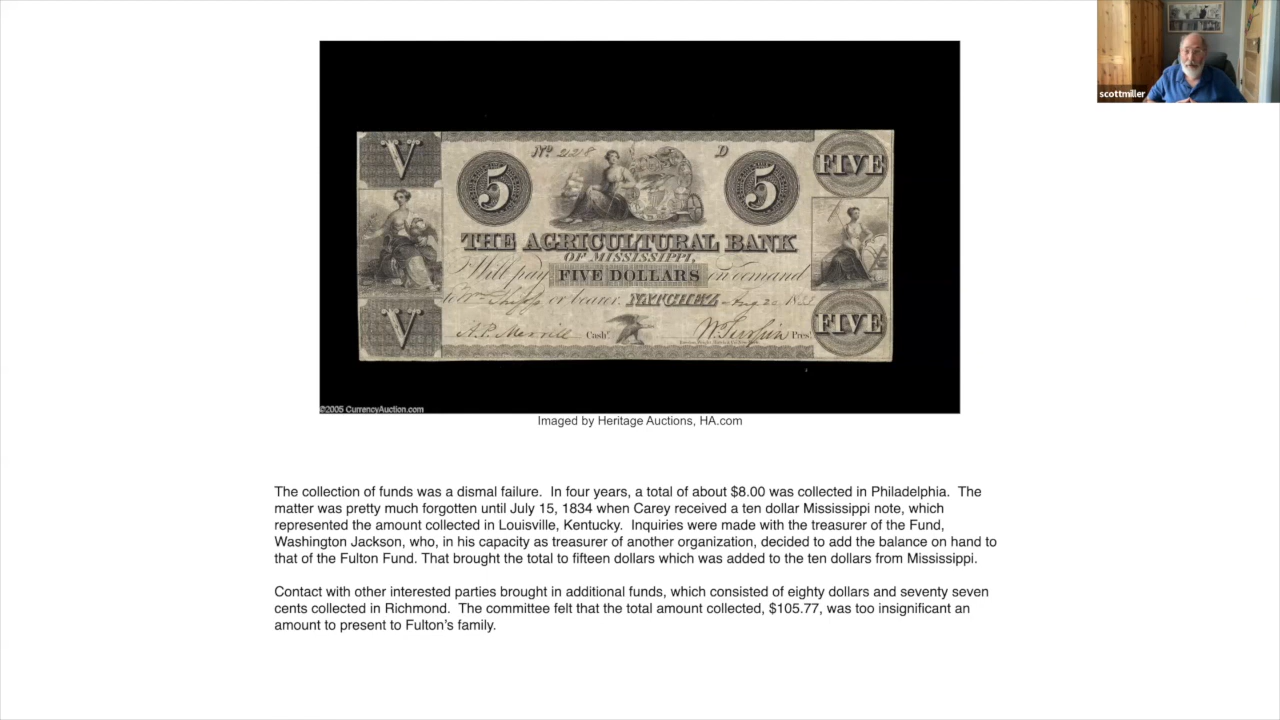 scottmiller
V
5
No 2218
D
5
FIVE
THE AGRICULTURAL BANK
OF MISSISSIPPI,
Will pay FIVE DOLLARS on demand
or bearer. NATCHEZ Aug 20
V
A.P. Merrill Cashr
Prest
FIVE
©2005 CurrencyAuction.com
Imaged by Heritage Auctions, HA.com
The collection of funds was a dismal failure. In four years, a total of about $8.00 was collected in Philadelphia. The
matter was pretty much forgotten until July 15, 1834 when Carey received a ten dollar Mississippi note, which
represented the amount collected in Louisville, Kentucky. Inquiries were made with the treasurer of the Fund,
Washington Jackson, who, in his capacity as treasurer of another organization, decided to add the balance on hand to
that of the Fulton Fund. That brought the total to fifteen dollars which was added to the ten dollars from Mississippi.
Contact with other interested parties brought in additional funds, which consisted of eighty dollars and seventy seven
cents collected in Richmond. The committee felt that the total amount collected, $105.77, was too insignificant an
amount to present to Fulton's family.